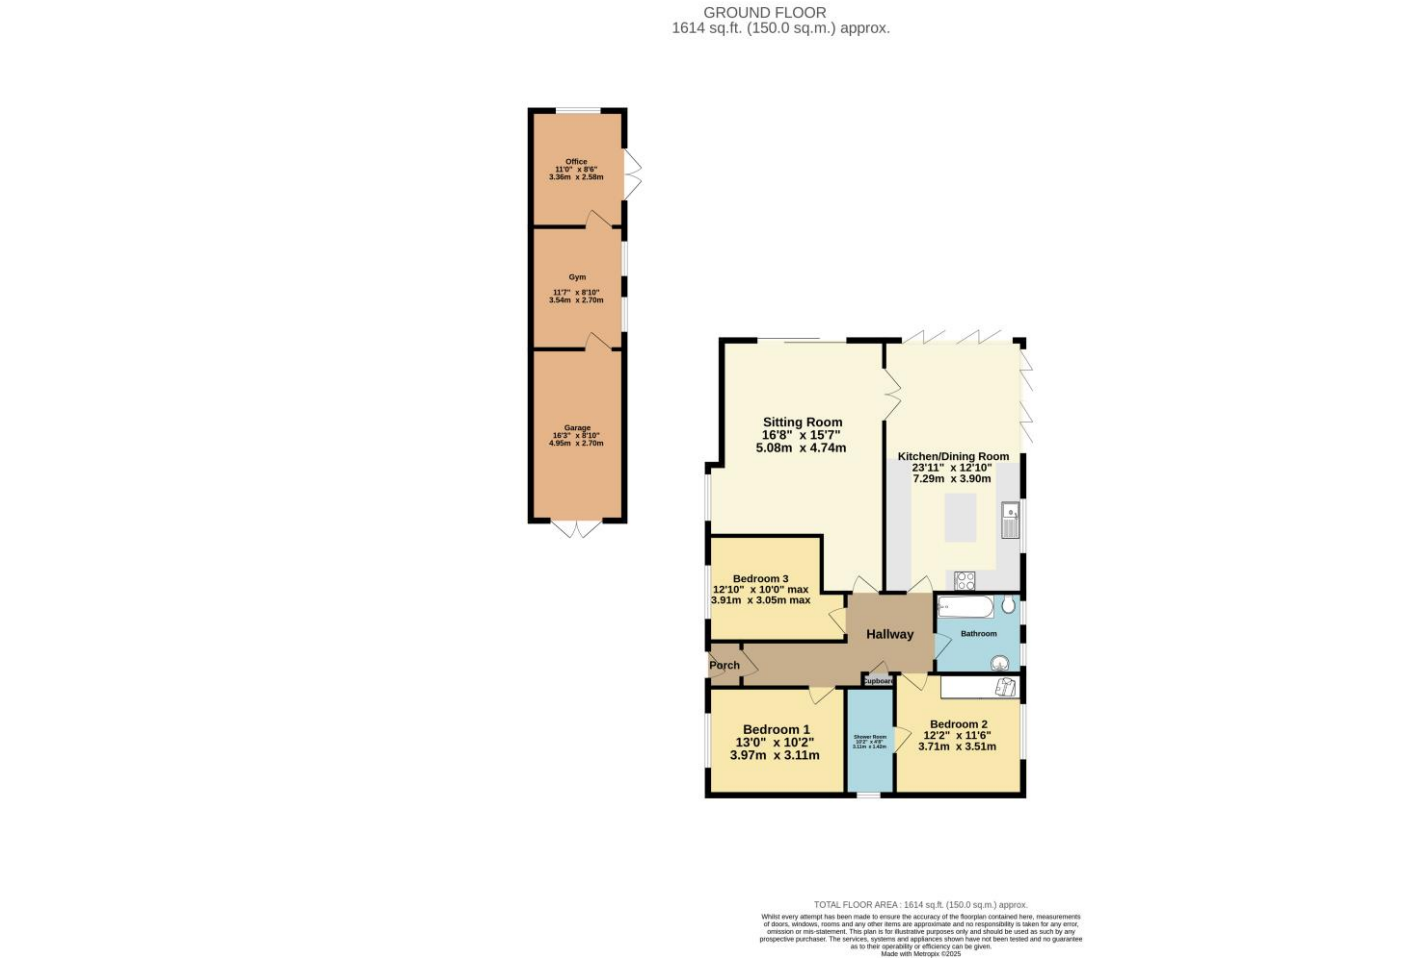 GROUND FLOOR
1614 sq.ft. (150.0 sq.m.) approx.
Office
11'0" x 8'6"
3.36m x 2.58m
Gym
11'7" x 8'10"
3.54m x 2.70m
Garage
16'3" x 8'10"
4.95m x 2.70m
Sitting Room
16'8" x 15'7"
5.08m x 4.74m
Kitchen/Dining Room
23'11" x 12'10"
7.29m x 3.90m
Bedroom 3
12'10" x 10'0" max
3.91m x 3.05m max
Hallway
Bathroom
Porch
Cupboard
Bedroom 1
13'0" x 10'2"
3.97m x 3.11m
Shower Room
10'2" x 4'8"
3.11m x 1.42m
Bedroom 2
12'2" x 11'6"
3.71m x 3.51m
TOTAL FLOOR AREA : 1614 sq.ft. (150.0 sq.m.) approx.
Whilst every attempt has been made to ensure the accuracy of the floorplan contained here, measurements
of doors, windows, rooms and any other items are approximate and no responsibility is taken for any error,
omission or mis-statement. This plan is for illustrative purposes only and should be used as such by any
prospective purchaser. The services, systems and appliances shown have not been tested and no guarantee
as to their operability or efficiency can be given.
Made with Metropix ©2025